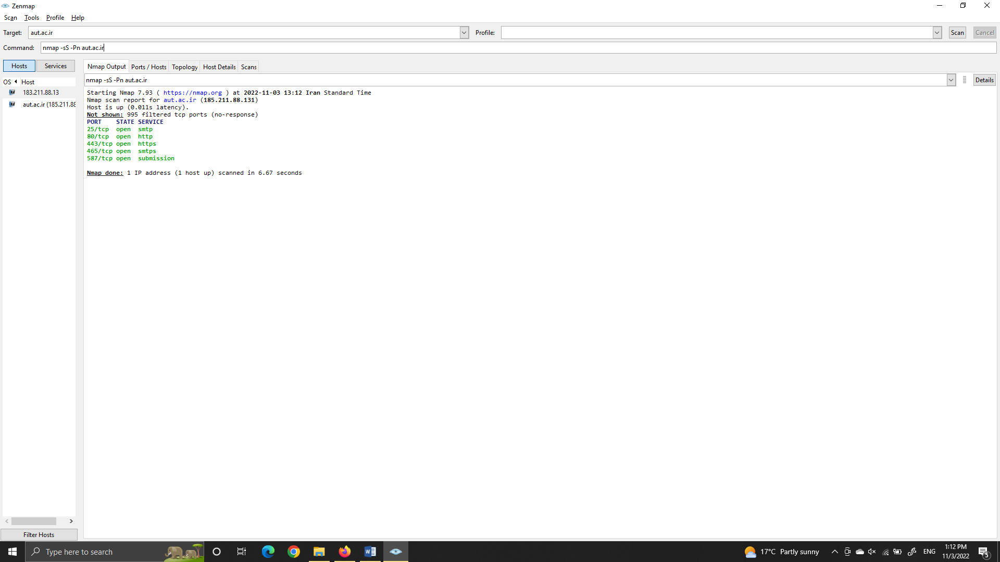 Zenmap
Scan Tools Profile Help
Target: aut.ac.ir Profile: Scan Cancel
Command: nmap -sS -Pn aut.ac.ir
Hosts Services
Nmap Output Ports / Hosts Topology Host Details Scans
OS Host
nmap -sS -Pn aut.ac.ir Details
183.211.88.13
aut.ac.ir (185.211.88
Starting Nmap 7.93 ( https://nmap.org ) at 2022-11-03 13:12 Iran Standard Time
Nmap scan report for aut.ac.ir (185.211.88.131)
Host is up (0.011s latency).
Not shown: 995 filtered tcp ports (no-response)
PORT STATE SERVICE
25/tcp open smtp
80/tcp open http
443/tcp open https
465/tcp open smtps
587/tcp open submission
Nmap done: 1 IP address (1 host up) scanned in 6.67 seconds
Filter Hosts
Type here to search
17°C Partly sunny
ENG
1:12 PM
11/3/2022
5